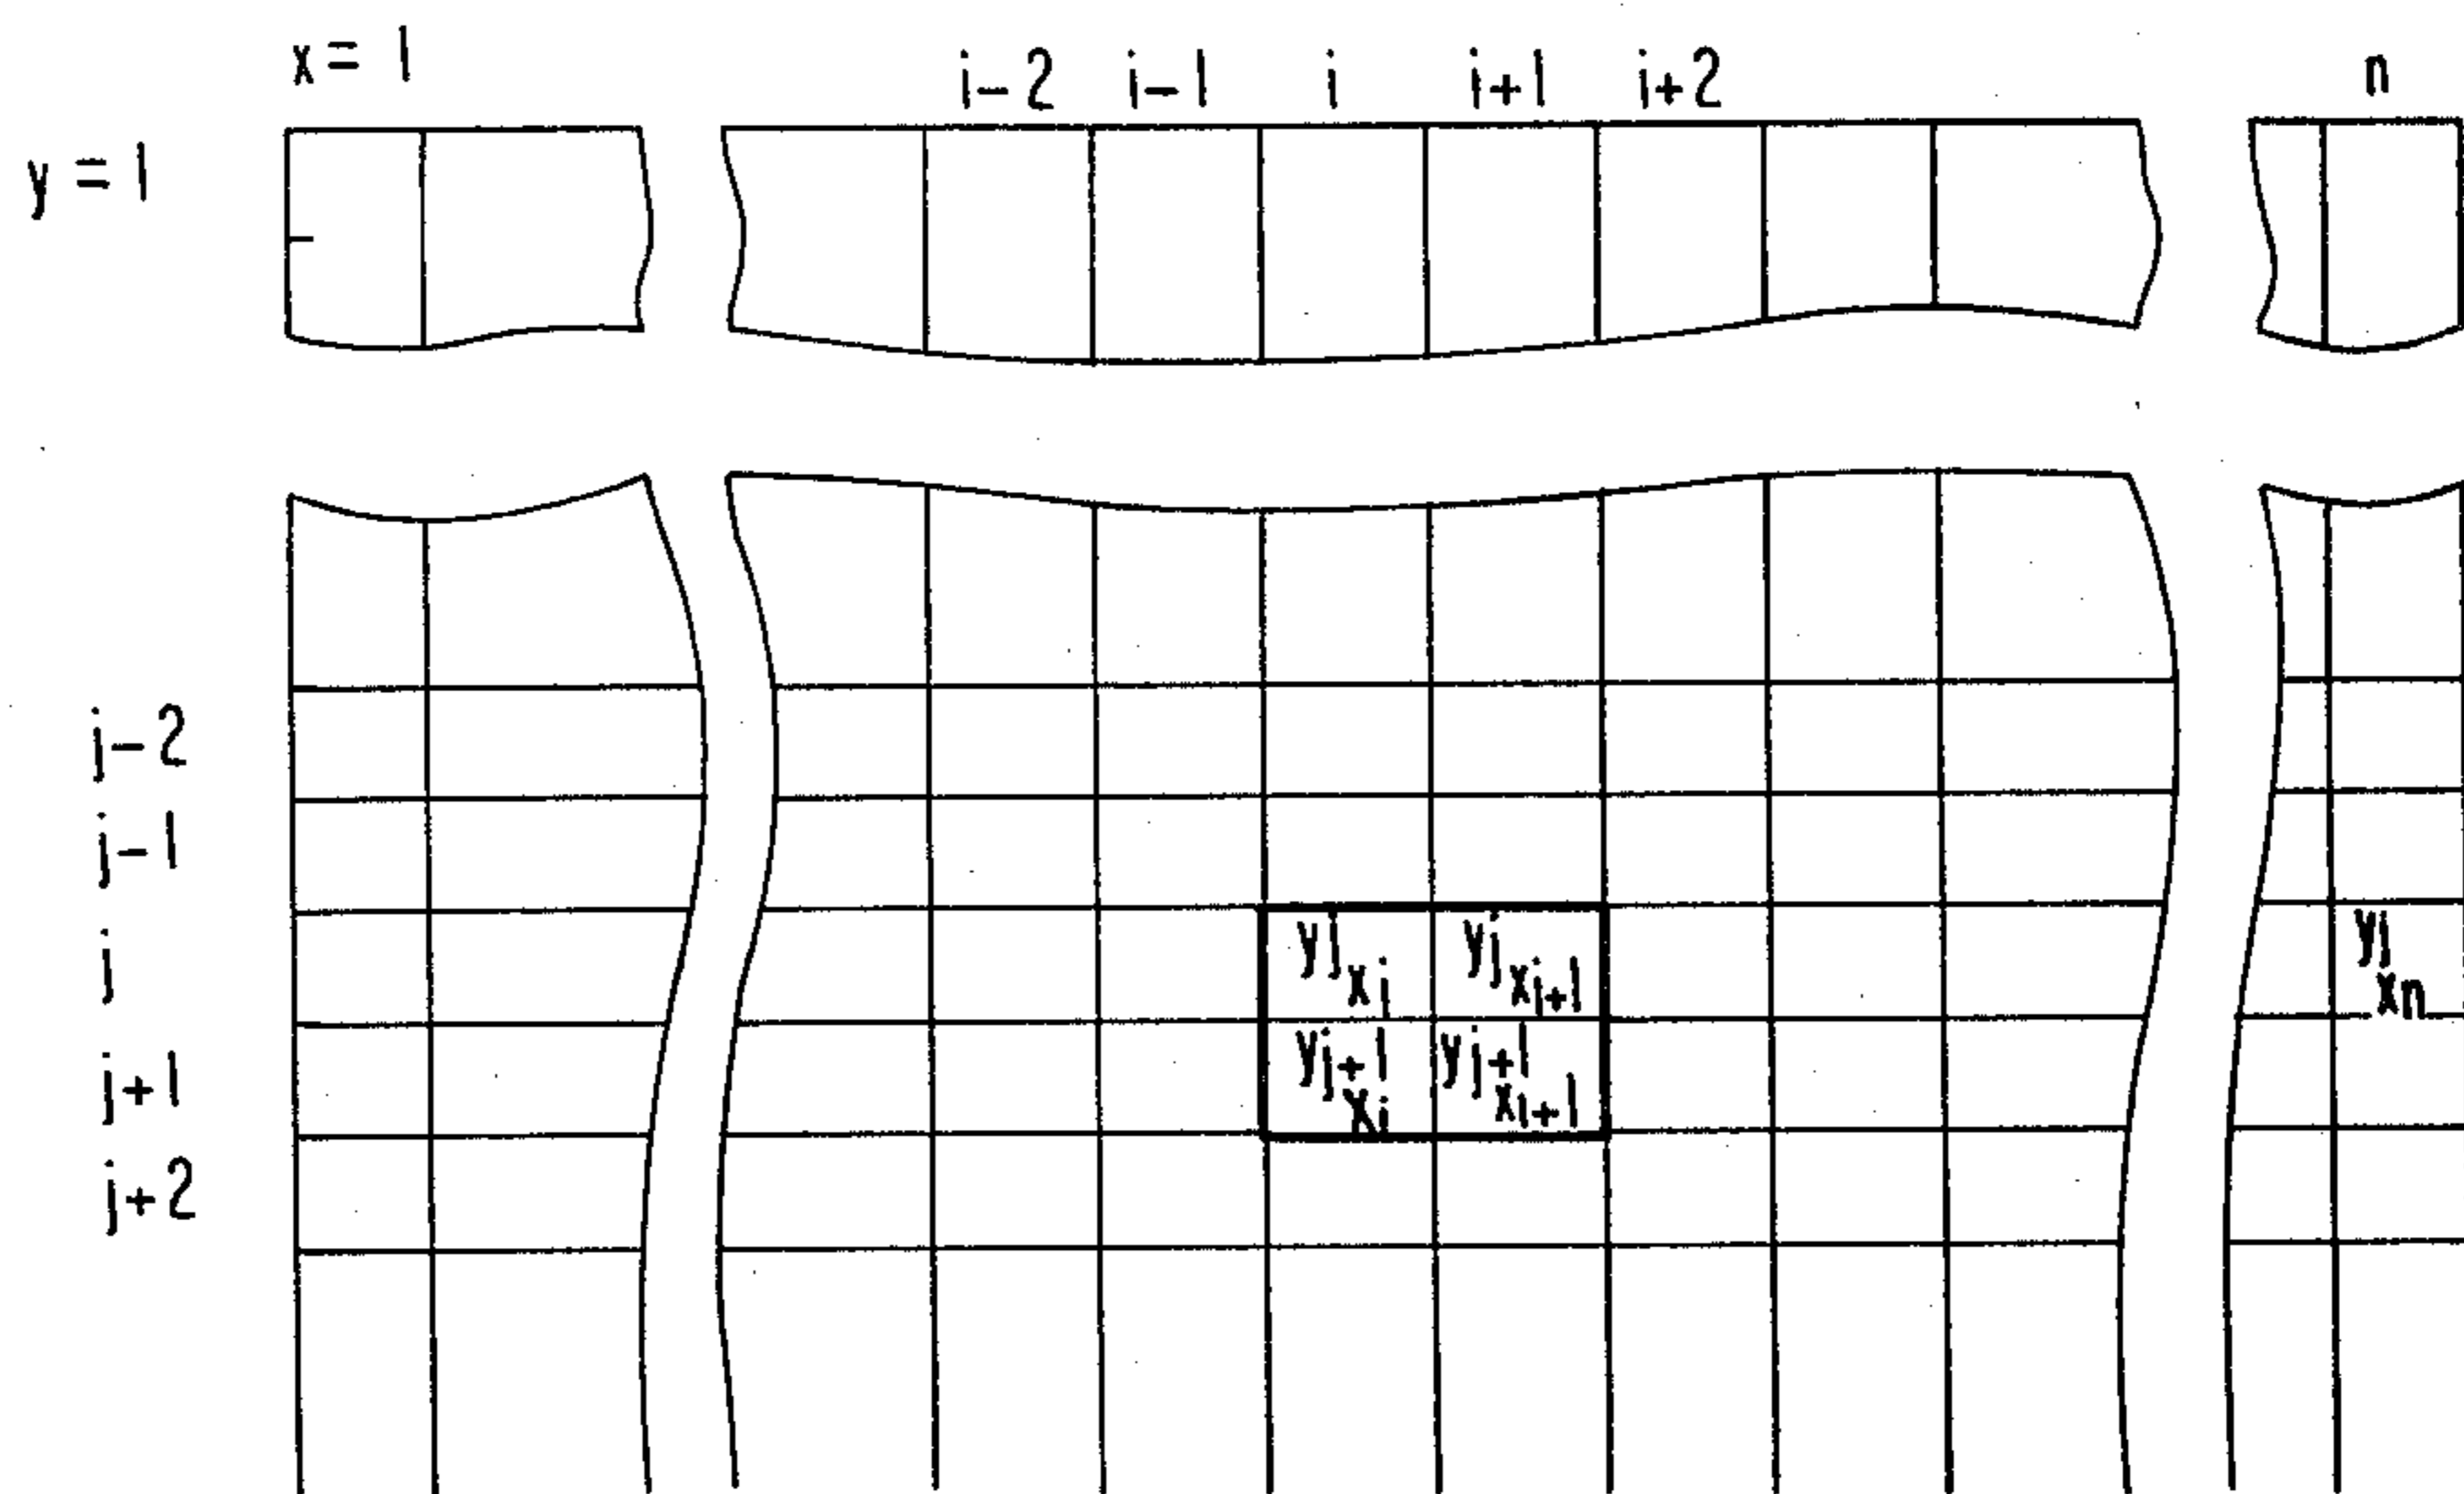 x = 1 i-2 i-1 i i+1 i+2 n
y = 1
j-2
j-1
j yj xi yj xi+1 yj xn
j+1 yj+1 xi yj+1 xi+1
j+2